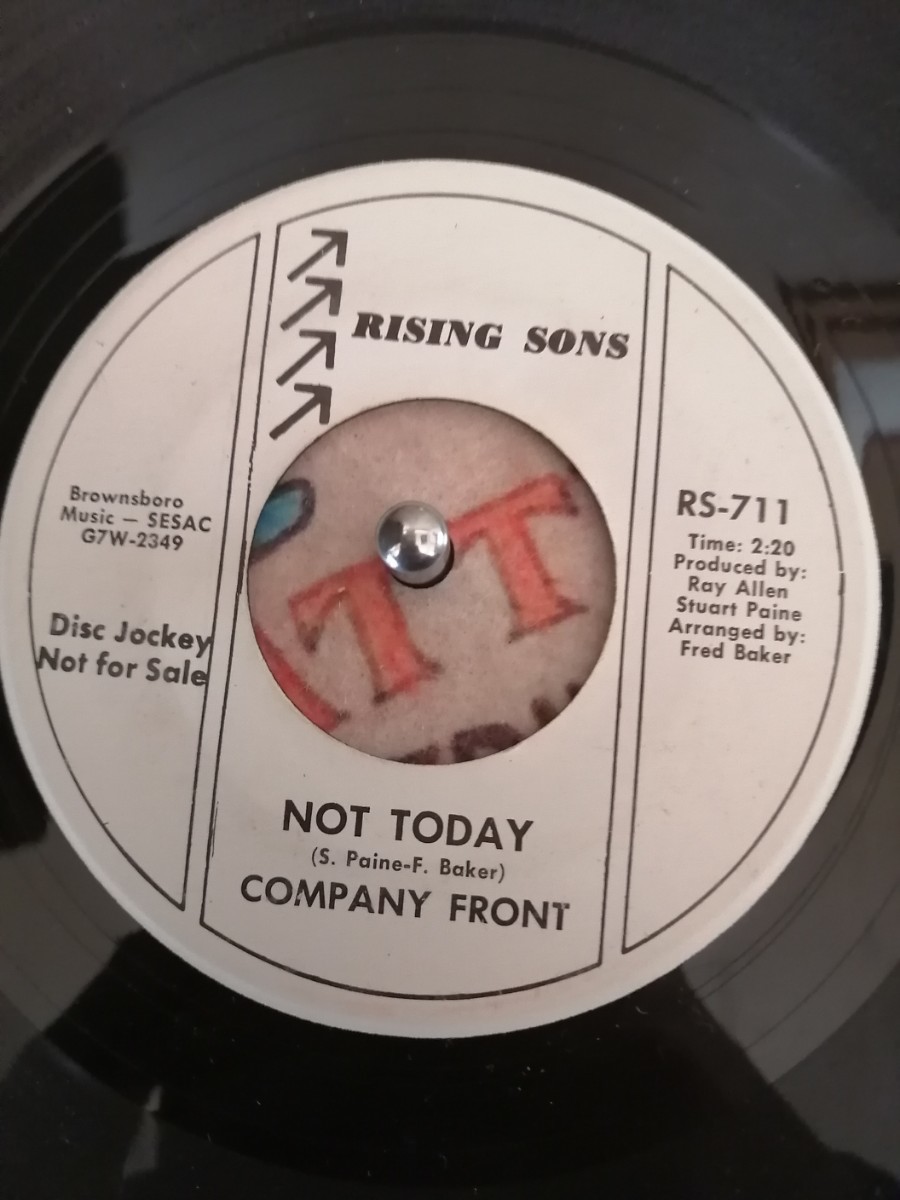 RISING SONS
Brownsboro
Music — SESAC
G7W-2349
Disc Jockey
Not for Sale
RS-711
Time: 2:20
Produced by:
Ray Allen
Stuart Paine
Arranged by:
Fred Baker
NOT TODAY
(S. Paine-F. Baker)
COMPANY FRONT